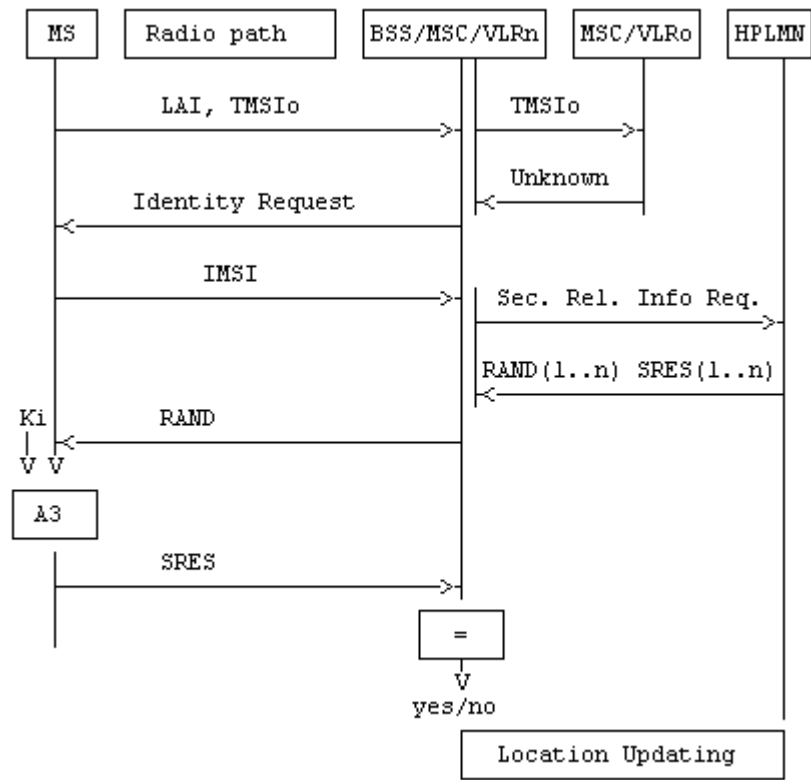 MS
Radio path
BSS/MSC/VLRn
MSC/VLRo
HPLMN
LAI, TMSIo
TMSIo
Unknown
Identity Request
IMSI
Sec. Rel. Info Req.
RAND(1..n) SRES(1..n)
Ki
RAND
A3
SRES
=
yes/no
Location Updating